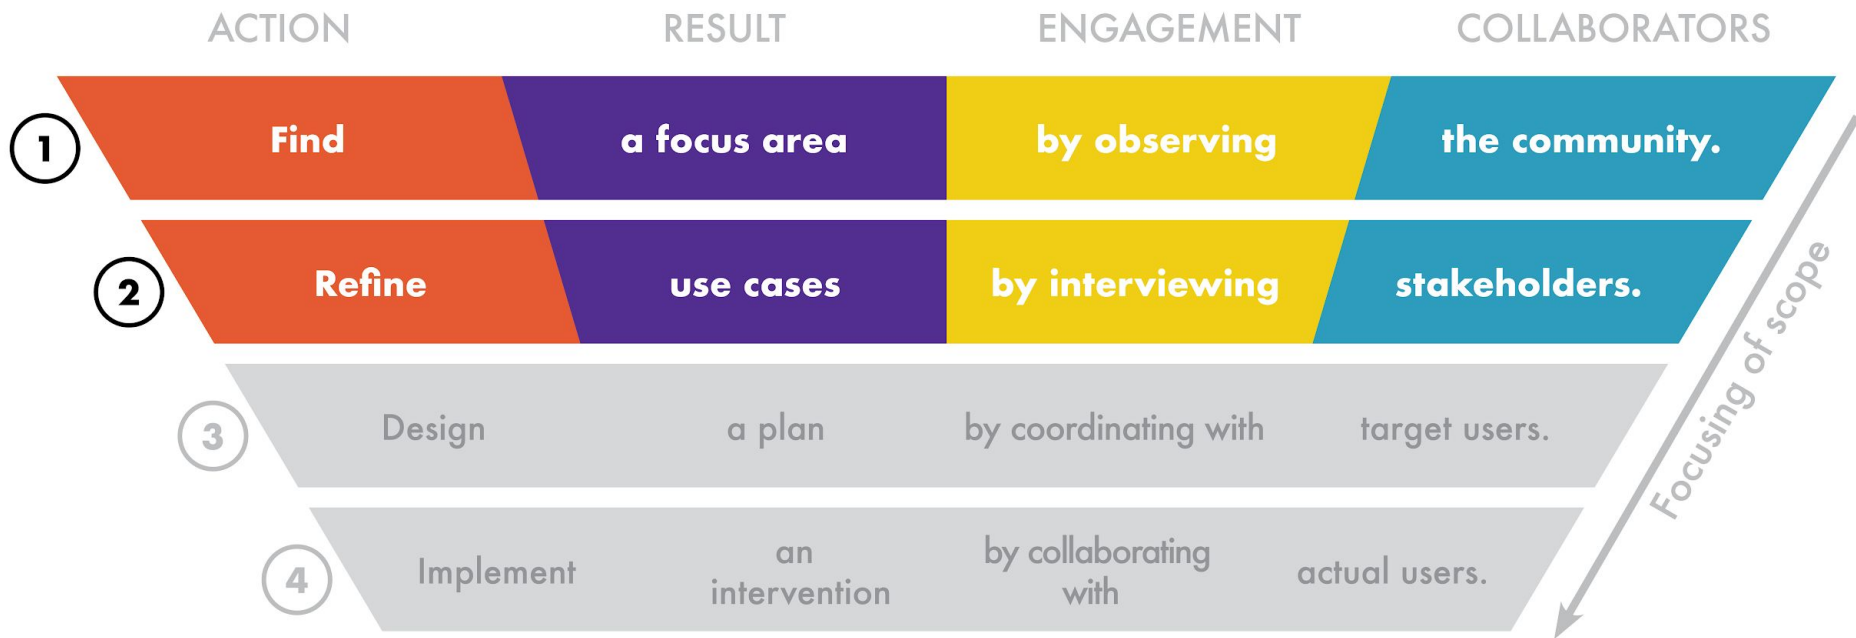 ACTION RESULT ENGAGEMENT COLLABORATORS
1 Find a focus area by observing the community.
2 Refine use cases by interviewing stakeholders.
3 Design a plan by coordinating with target users.
4 Implement an intervention by collaborating with actual users.
Focusing of scope